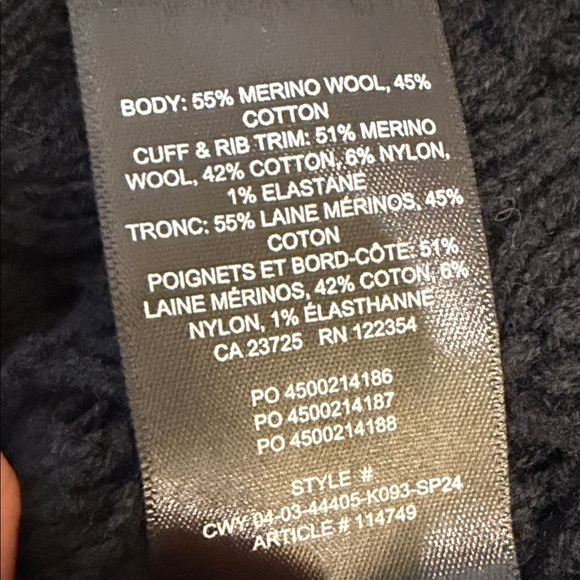 BODY: 55% MERINO WOOL, 45%
COTTON
CUFF & RIB TRIM: 51% MERINO
WOOL, 42% COTTON, 6% NYLON,
1% ELASTANE
TRONC: 55% LAINE MÉRINOS, 45%
COTON
POIGNETS ET BORD-CÔTE: 51%
LAINE MÉRINOS, 42% COTON, 6%
NYLON, 1% ÉLASTHANNE
CA 23725 RN 122354
PO 4500214186
PO 4500214187
PO 4500214188
STYLE #
CWY-04-03-44405-K093-SP24
ARTICLE # 114749